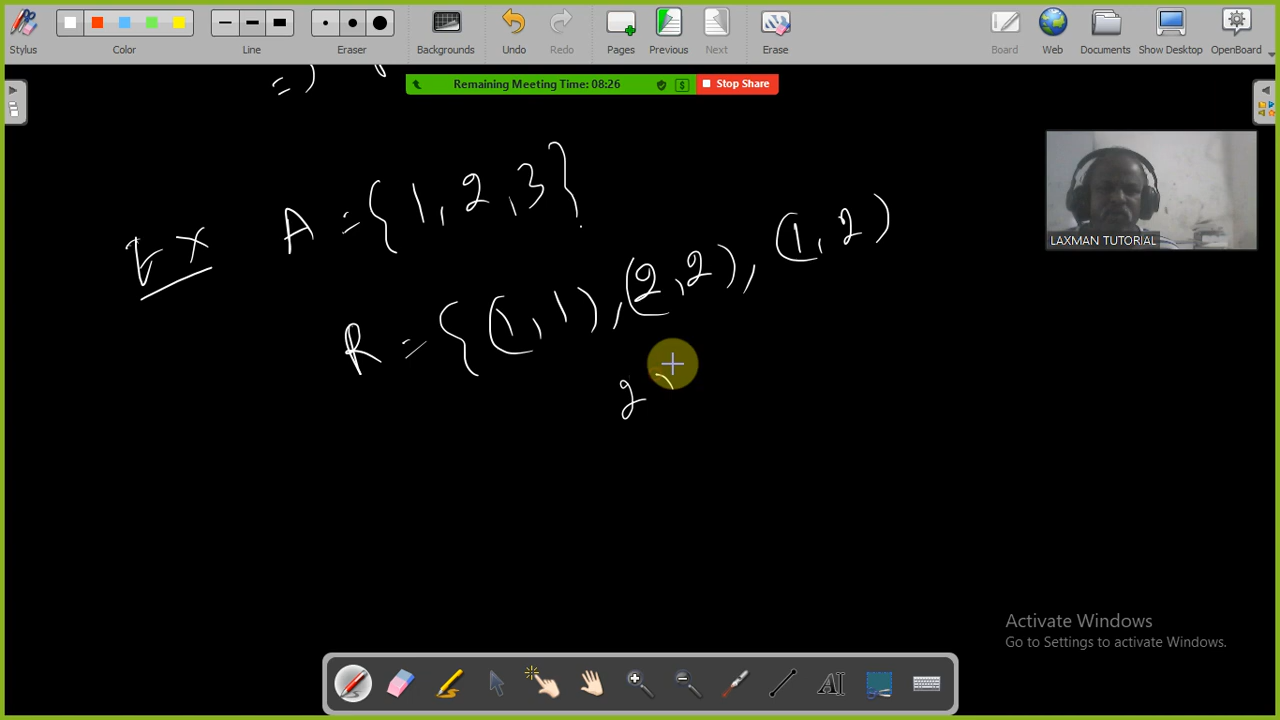 Stylus Color Line Eraser Backgrounds Undo Redo Pages Previous Next Erase Board Web Documents Show Desktop OpenBoard
Remaining Meeting Time: 08:26 $ Stop Share
=)
Ex A = {1, 2, 3}
LAXMAN TUTORIAL
R = {(1, 1), (2, 2), (1, 2)
2
Activate Windows
Go to Settings to activate Windows.
AI